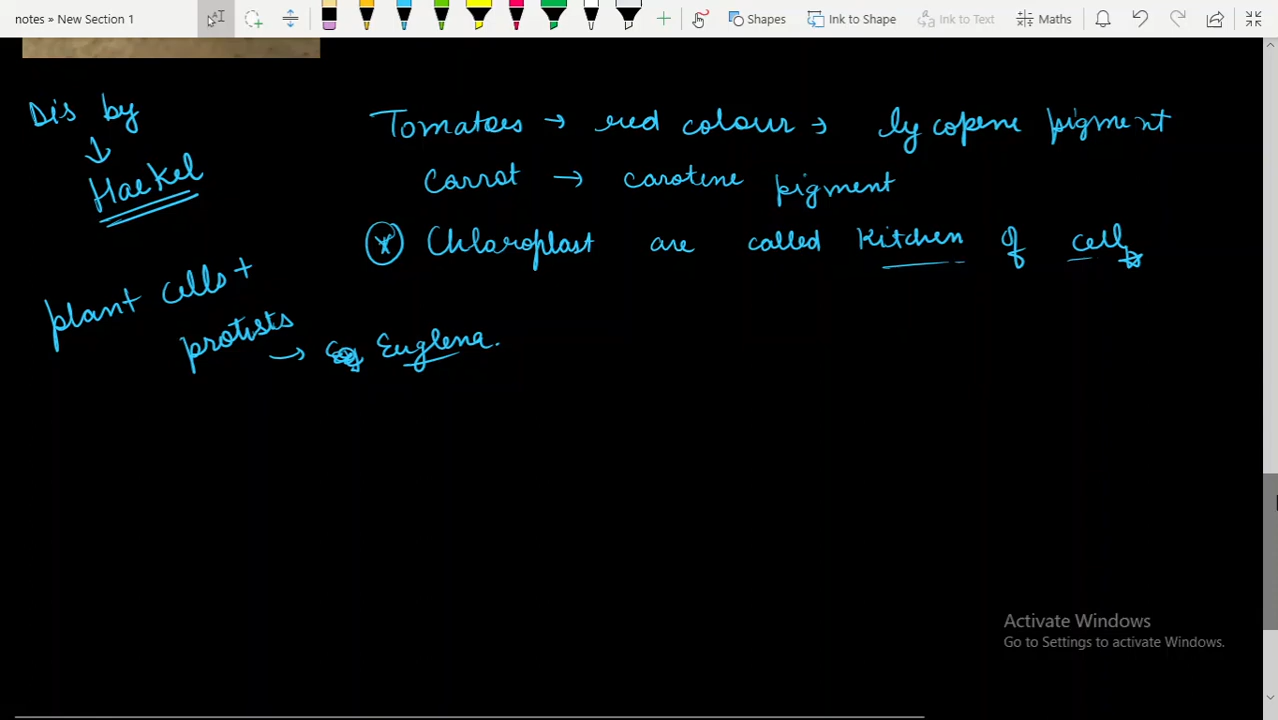 notes » New Section 1
Shapes
Ink to Shape
Ink to Text
Maths
Dis by
↓
Haekel
plant cells +
protists
→ Eg Euglena.
Tomatoes → red colour → lycopene pigment
Carrot → carotene pigment
* Chloroplast are called Kitchen of cell
Activate Windows
Go to Settings to activate Windows.